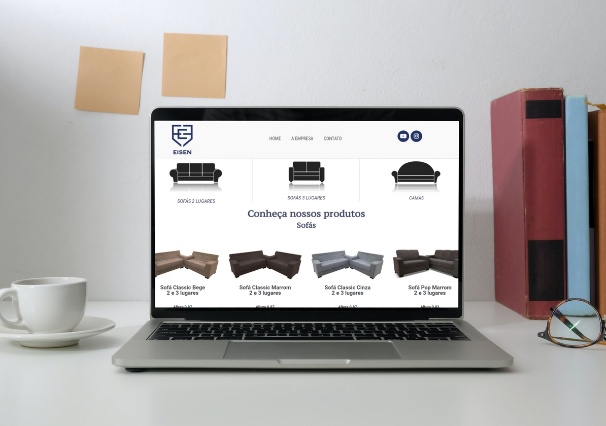 EISEN
HOME A EMPRESA CONTATO
SOFÁS 2 LUGARES
SOFÁS 3 LUGARES
CAMAS
Conheça nossos produtos
Sofás
Sofá Classic Bege
2 e 3 lugares
Sofá Classic Marrom
2 e 3 lugares
Sofá Classic Cinza
2 e 3 lugares
Sofá Pop Marrom
2 e 3 lugares